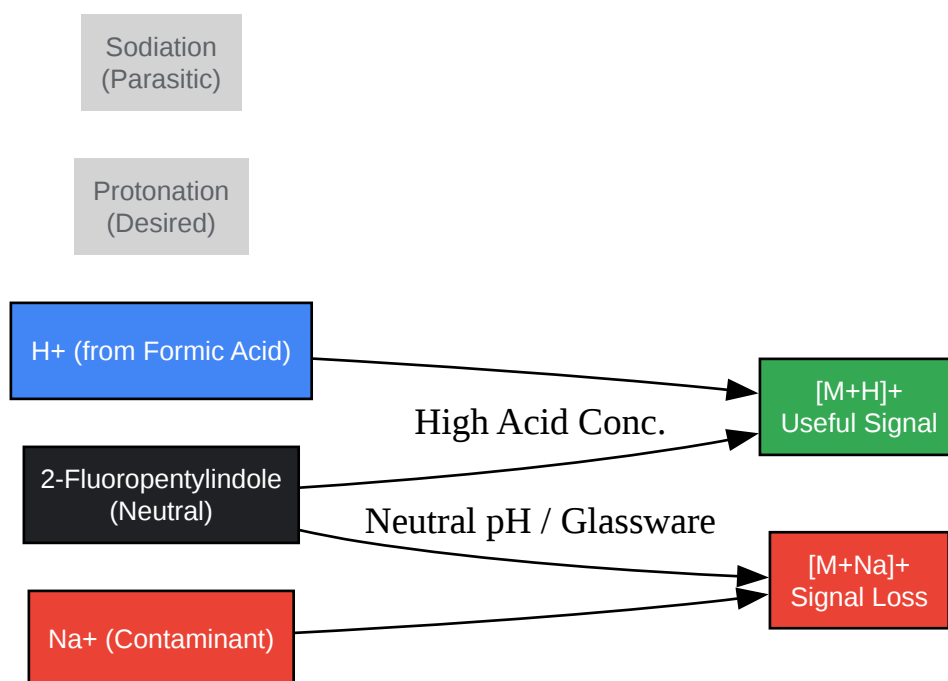 Sodiation
(Parasitic)
Protonation
(Desired)
H+ (from Formic Acid)
[M+H]+
Useful Signal
High Acid Conc.
2-Fluoropentylindole
(Neutral)
Neutral pH / Glassware
[M+Na]+
Signal Loss
Na+ (Contaminant)